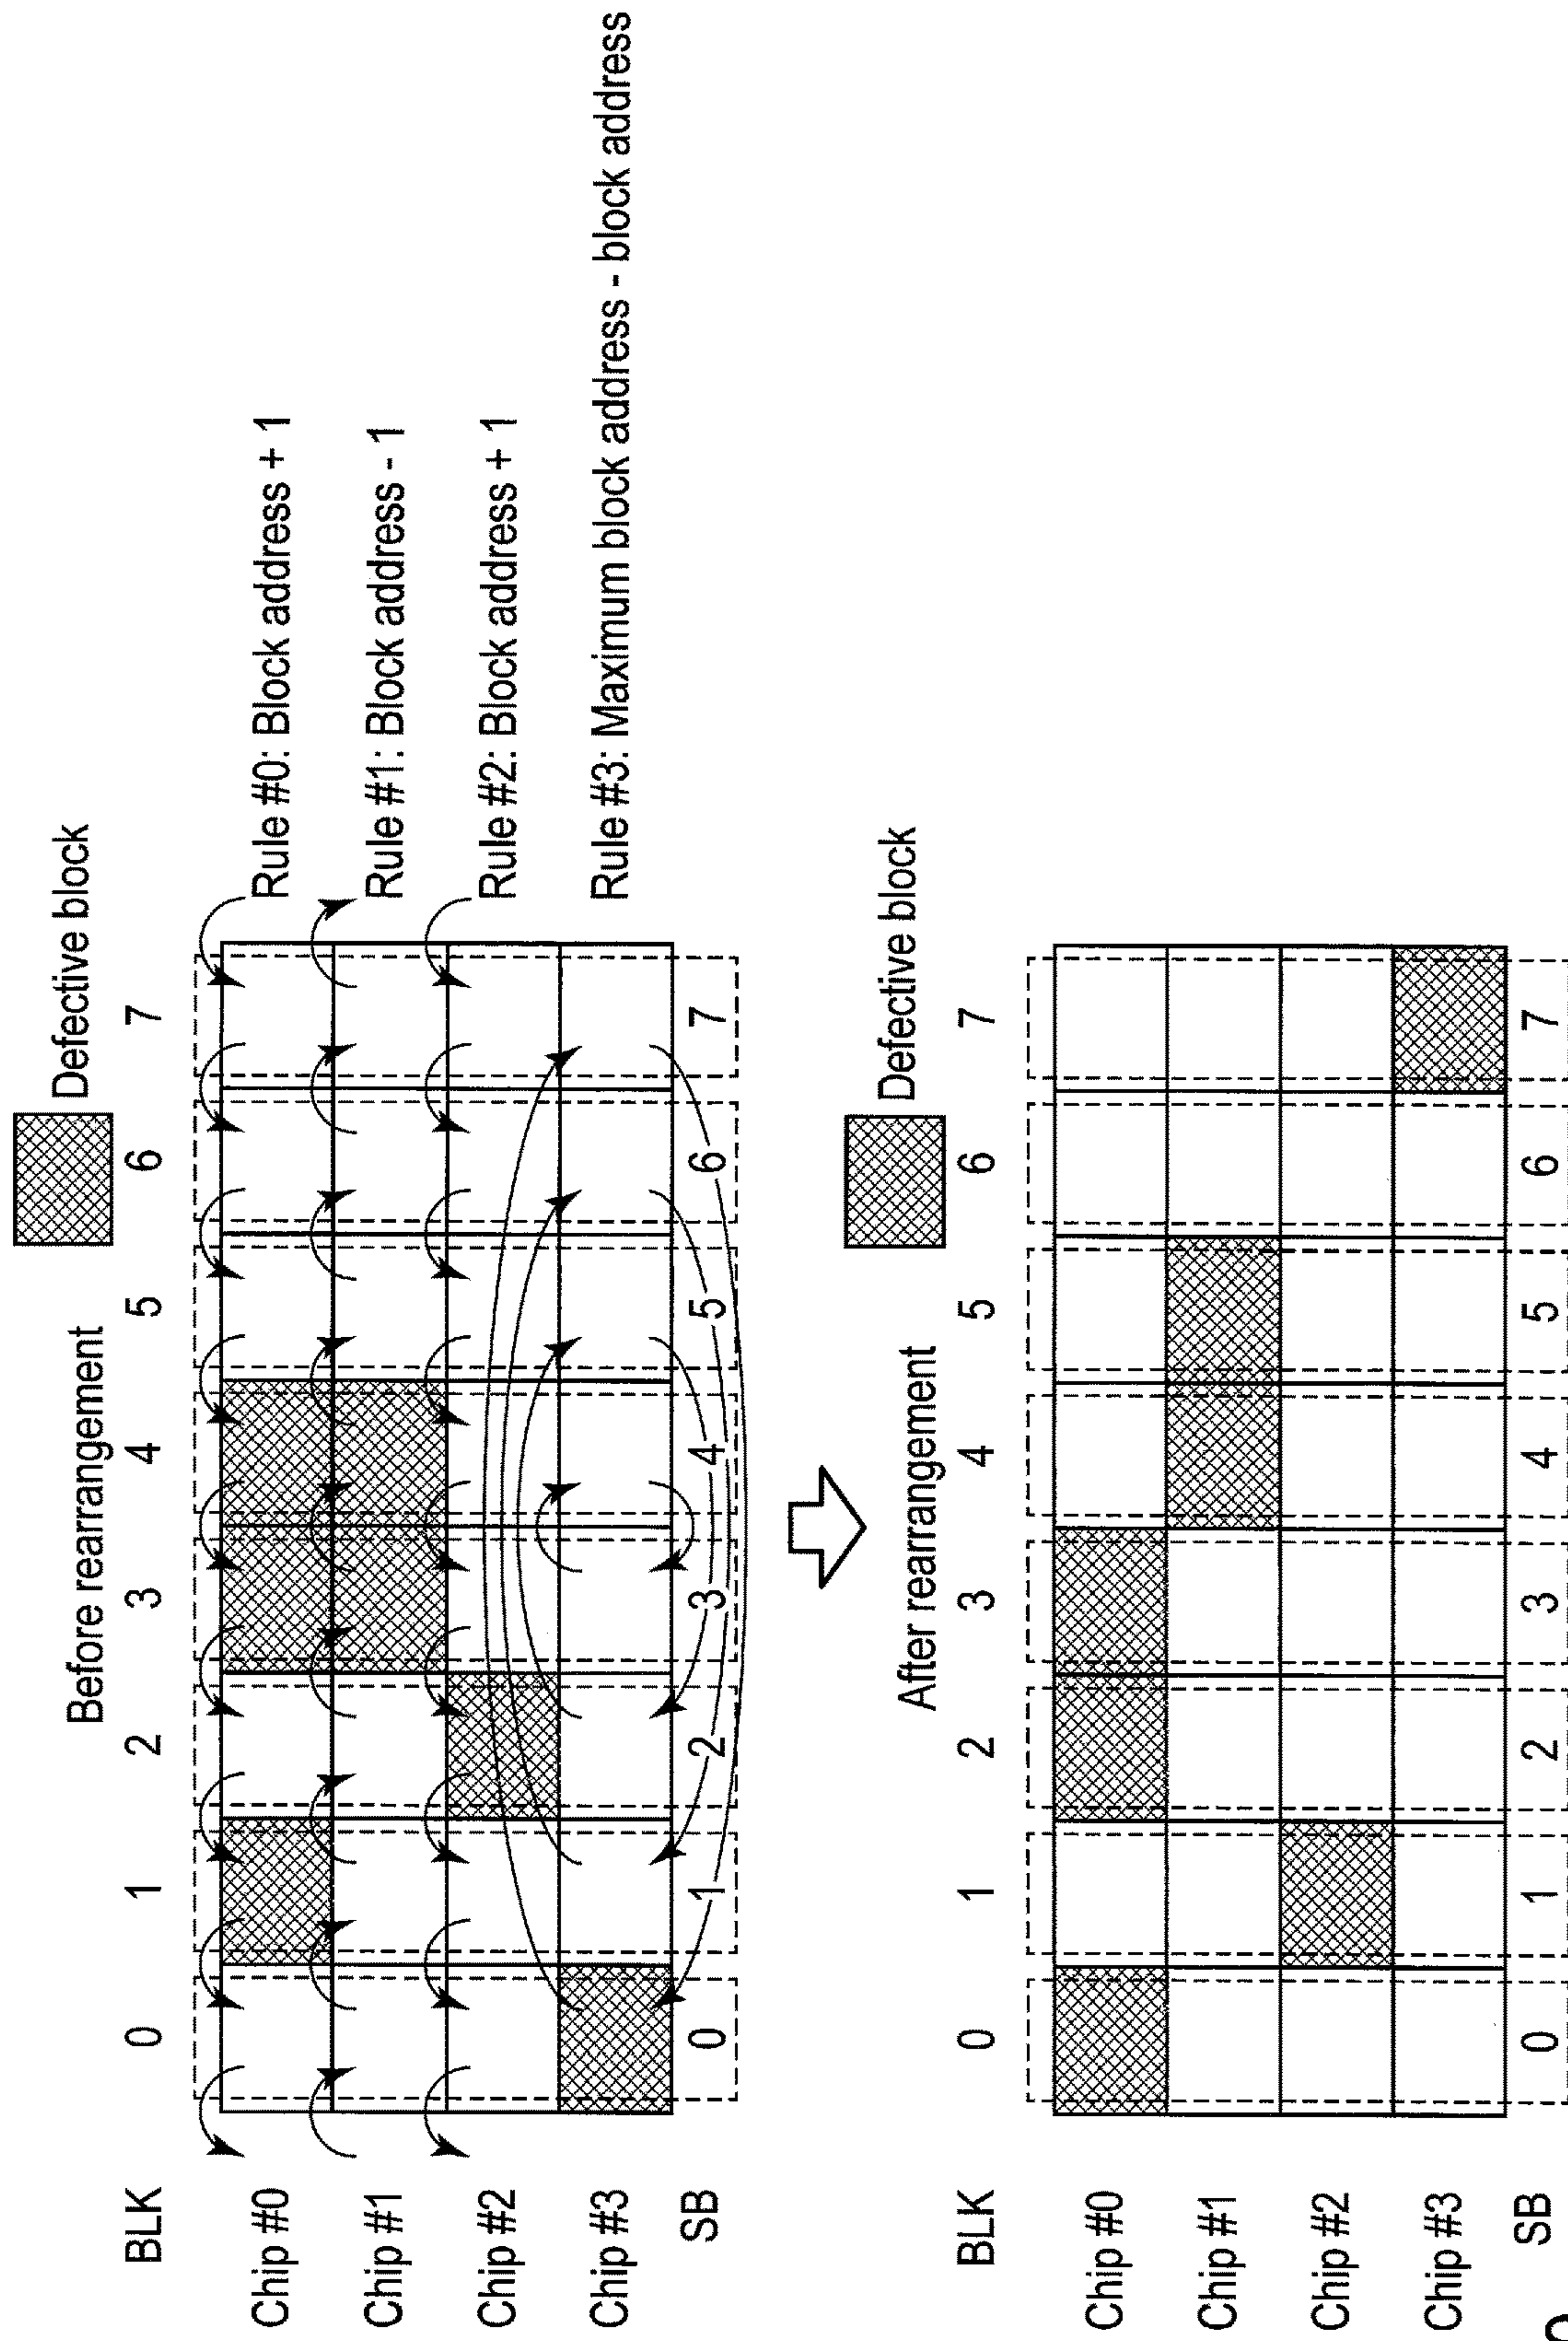 Before rearrangement
Defective block
BLK 0 1 2 3 4 5 6 7
Chip #0 Rule #0: Block address + 1
Chip #1 Rule #1: Block address - 1
Chip #2 Rule #2: Block address + 1
Chip #3 Rule #3: Maximum block address - block address
SB 0 1 2 3 4 5 6 7
After rearrangement
Defective block
BLK 0 1 2 3 4 5 6 7
Chip #0
Chip #1
Chip #2
Chip #3
SB 0 1 2 3 4 5 6 7